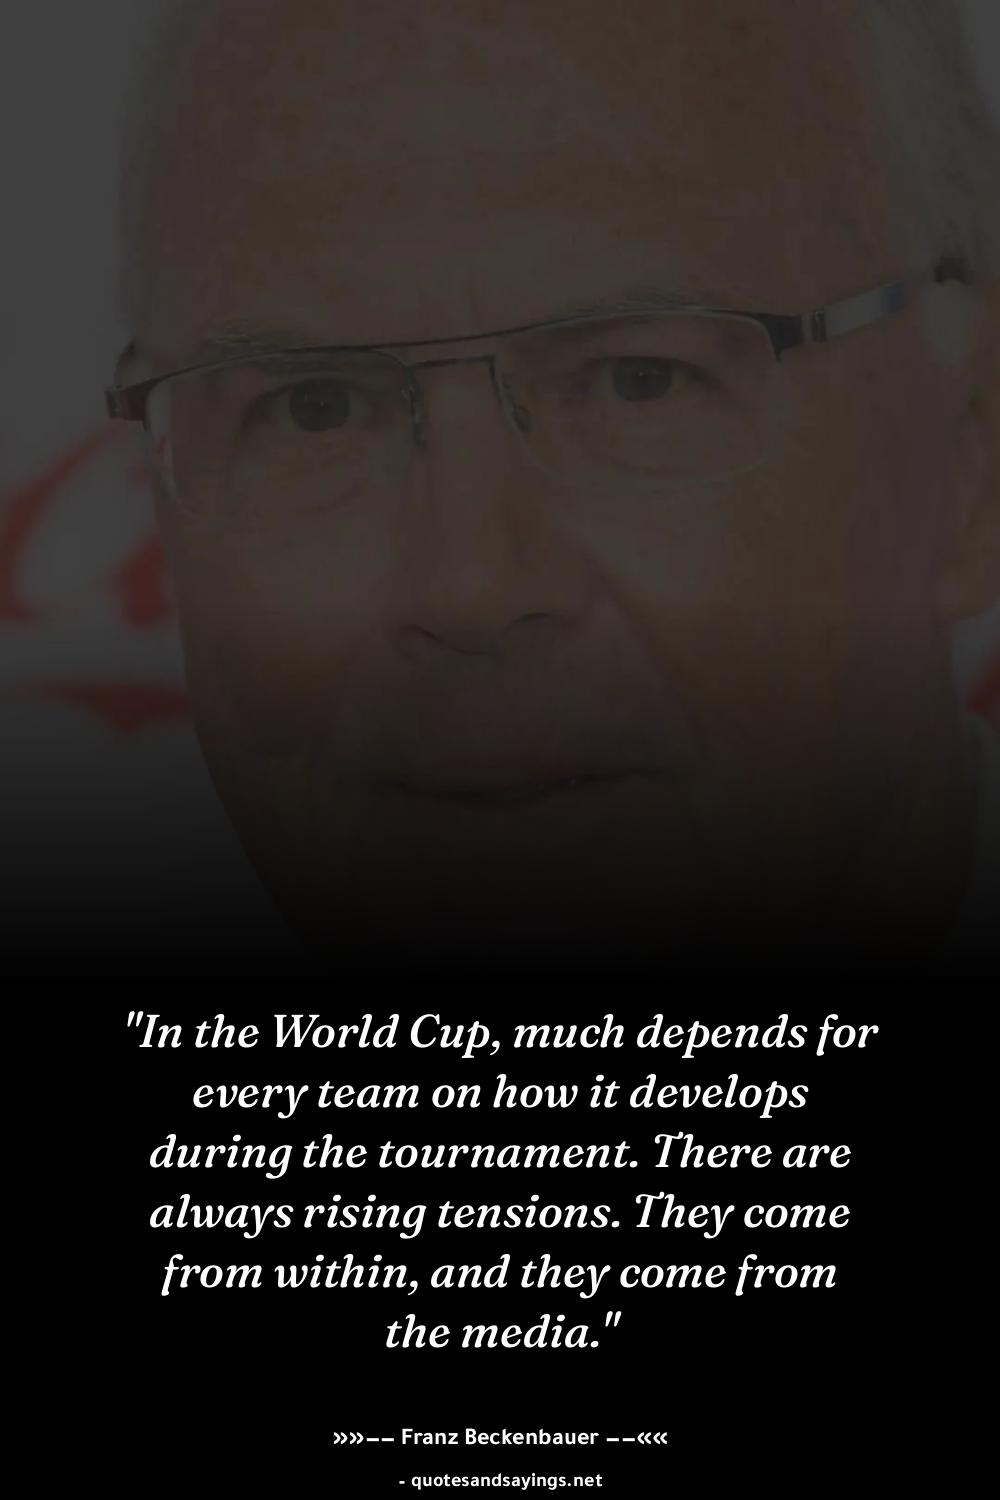 "In the World Cup, much depends for
every team on how it develops
during the tournament. There are
always rising tensions. They come
from within, and they come from
the media."
»»–– Franz Beckenbauer ––««
- quotesandsayings.net